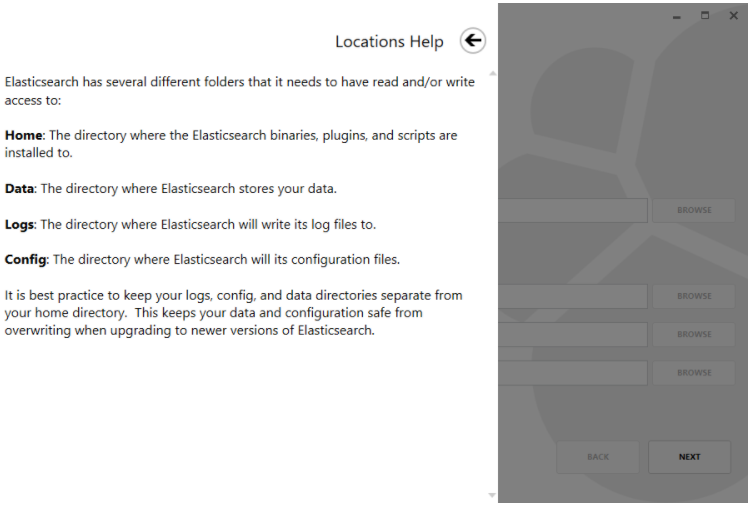 Locations Help
Elasticsearch has several different folders that it needs to have read and/or write
access to:
Home: The directory where the Elasticsearch binaries, plugins, and scripts are
installed to.
Data: The directory where Elasticsearch stores your data.
Logs: The directory where Elasticsearch will write its log files to.
Config: The directory where Elasticsearch will its configuration files.
It is best practice to keep your logs, config, and data directories separate from
your home directory.  This keeps your data and configuration safe from
overwriting when upgrading to newer versions of Elasticsearch.
BROWSE
BROWSE
BROWSE
BROWSE
BACK NEXT